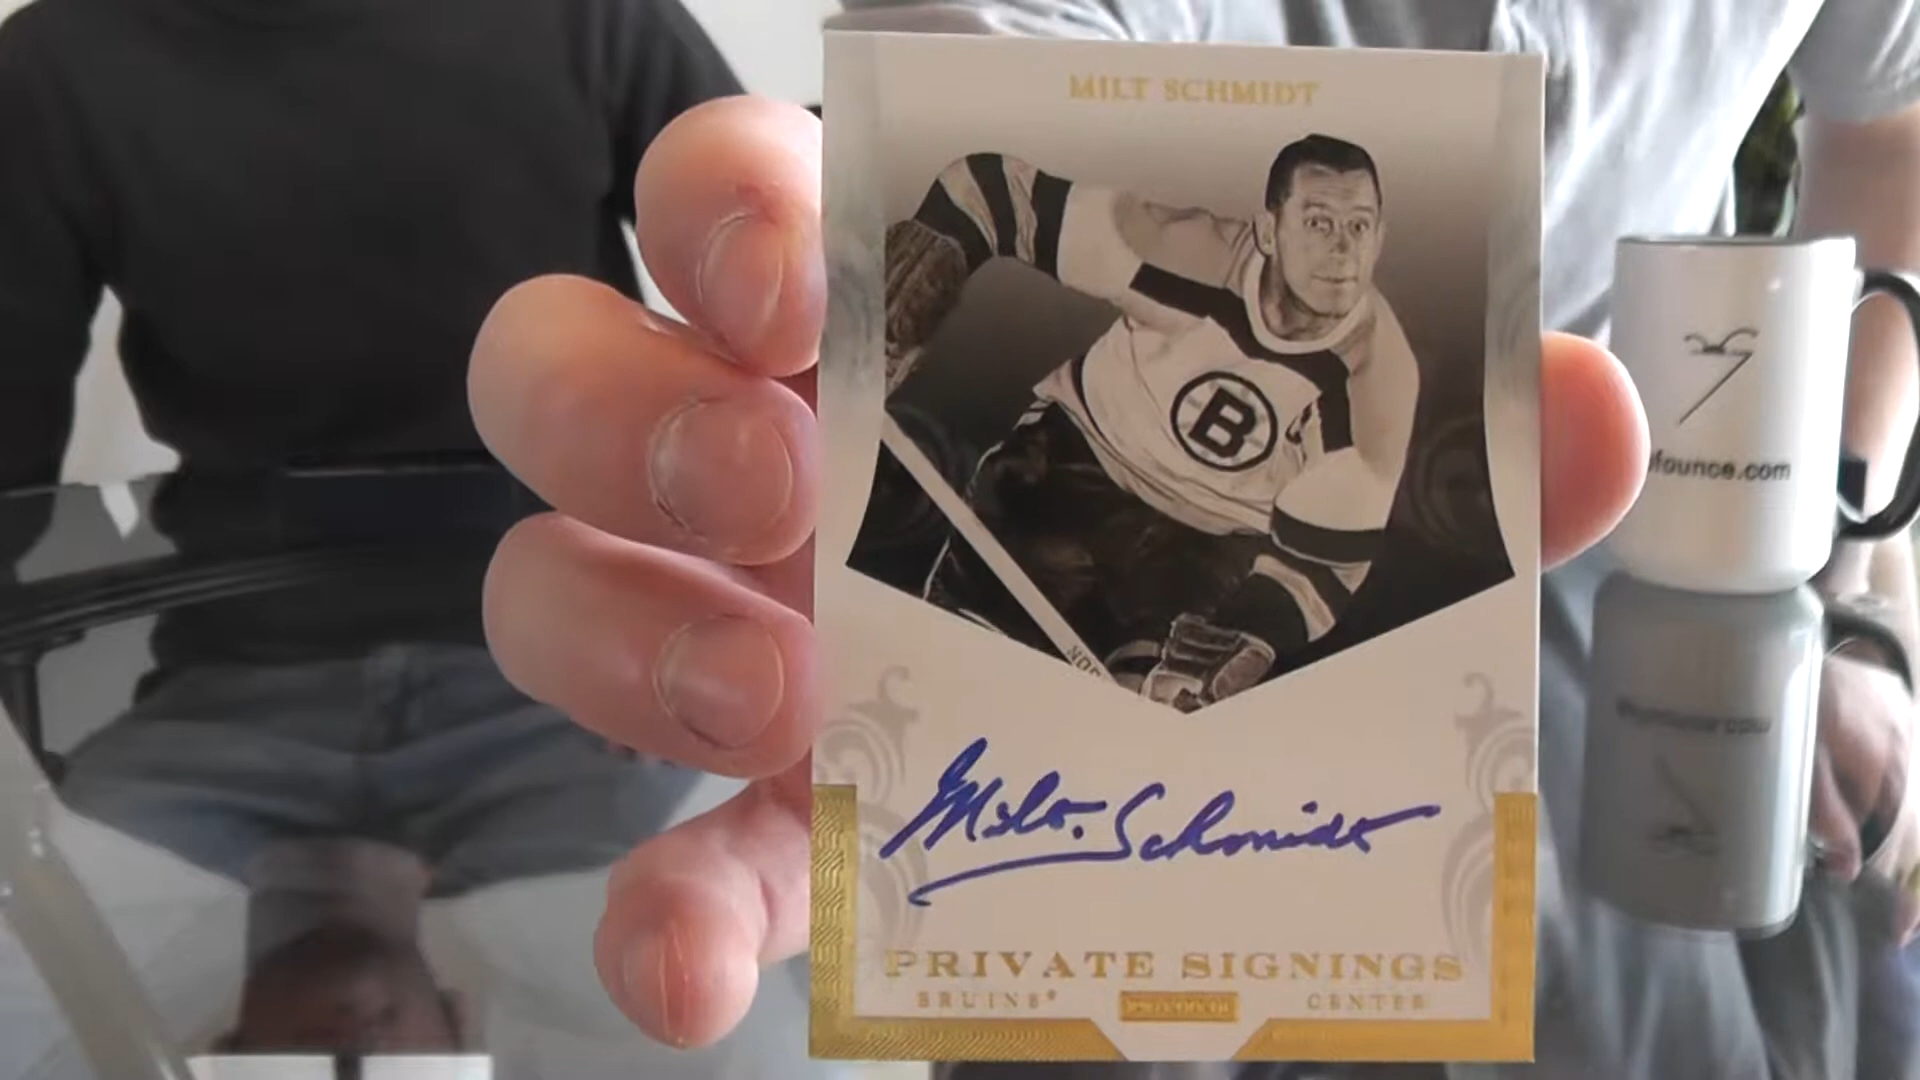 MILT SCHMIDT
B
Milt. Schmidt
PRIVATE SIGNINGS
BRUINS®
CENTER
founce.com